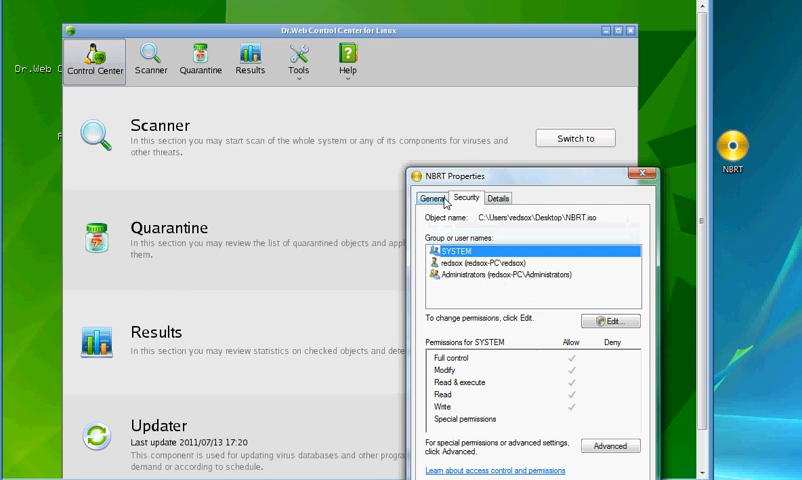 Dr.Web Control Center for Linux
Control Center
Scanner
Quarantine
Results
Tools
Help
Dr.Web C
F
Scanner
In this section you may start scan of the whole system or any of its components for viruses and
other threats.
Switch to
NBRT
Quarantine
In this section you may review the list of quarantined objects and appl
them.
Results
In this section you may review statistics on checked objects and dete
Updater
Last update 2011/07/13 17:20
This component is used for updating virus databases and other progra
demand or according to schedule.
NBRT Properties
General
Security
Details
Object name: C:\Users\redsox\Desktop\NBRT.iso
Group or user names:
SYSTEM
redsox (redsox-PC\redsox)
Administrators (redsox-PC\Administrators)
To change permissions, click Edit.
Edit...
Permissions for SYSTEM Allow Deny
Full control
Modify
Read & execute
Read
Write
Special permissions
For special permissions or advanced settings,
click Advanced.
Advanced
Learn about access control and permissions